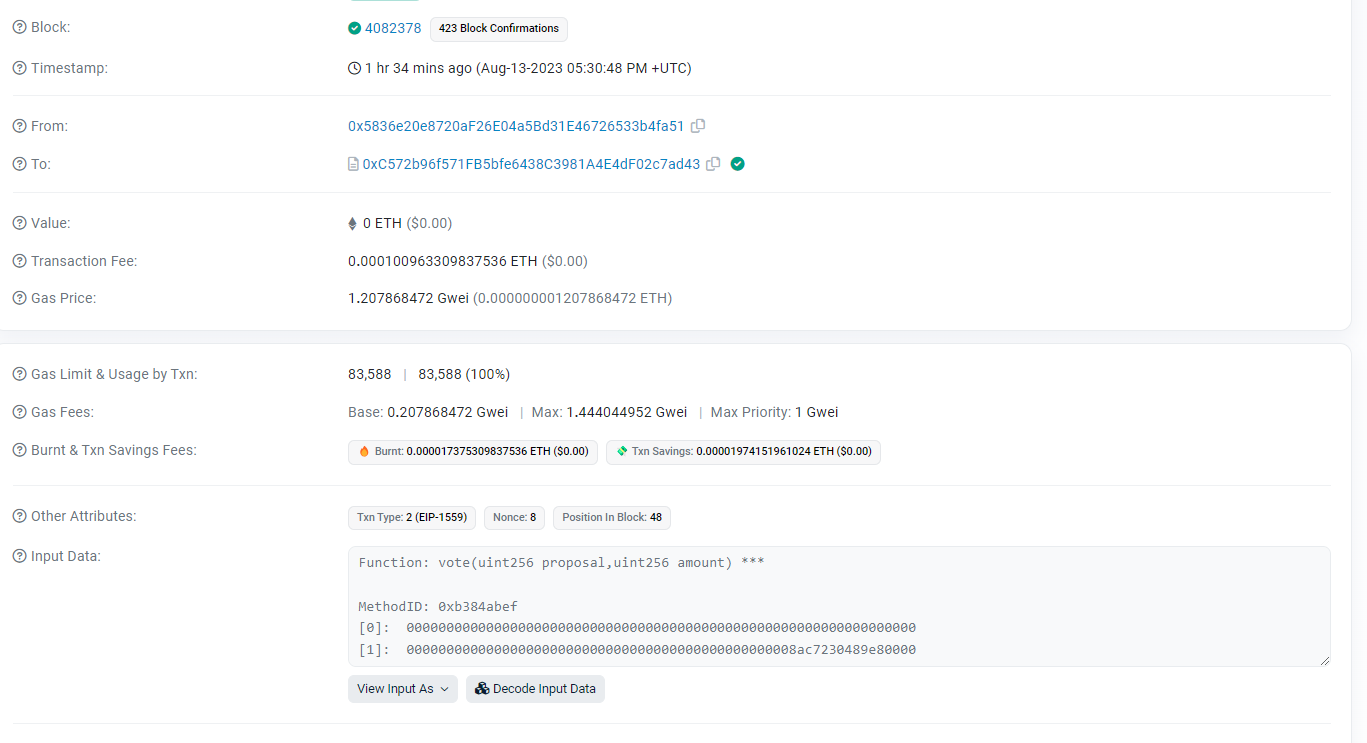 Block: 4082378 423 Block Confirmations
Timestamp: 1 hr 34 mins ago (Aug-13-2023 05:30:48 PM +UTC)
From: 0x5836e20e8720aF26E04a5Bd31E46726533b4fa51
To: 0xC572b96f571FB5bfe6438C3981A4E4dF02c7ad43
Value: 0 ETH ($0.00)
Transaction Fee: 0.000100963309837536 ETH ($0.00)
Gas Price: 1.207868472 Gwei (0.000000001207868472 ETH)
Gas Limit & Usage by Txn: 83,588 | 83,588 (100%)
Gas Fees: Base: 0.207868472 Gwei | Max: 1.444044952 Gwei | Max Priority: 1 Gwei
Burnt & Txn Savings Fees: Burnt: 0.000017375309837536 ETH ($0.00) Txn Savings: 0.00001974151961024 ETH ($0.00)
Other Attributes: Txn Type: 2 (EIP-1559) Nonce: 8 Position In Block: 48
Input Data: Function: vote(uint256 proposal,uint256 amount) ***
MethodID: 0xb384abef
[0]: 0000000000000000000000000000000000000000000000000000000000000000
[1]: 0000000000000000000000000000000000000000000000008ac7230489e80000
View Input As Decode Input Data